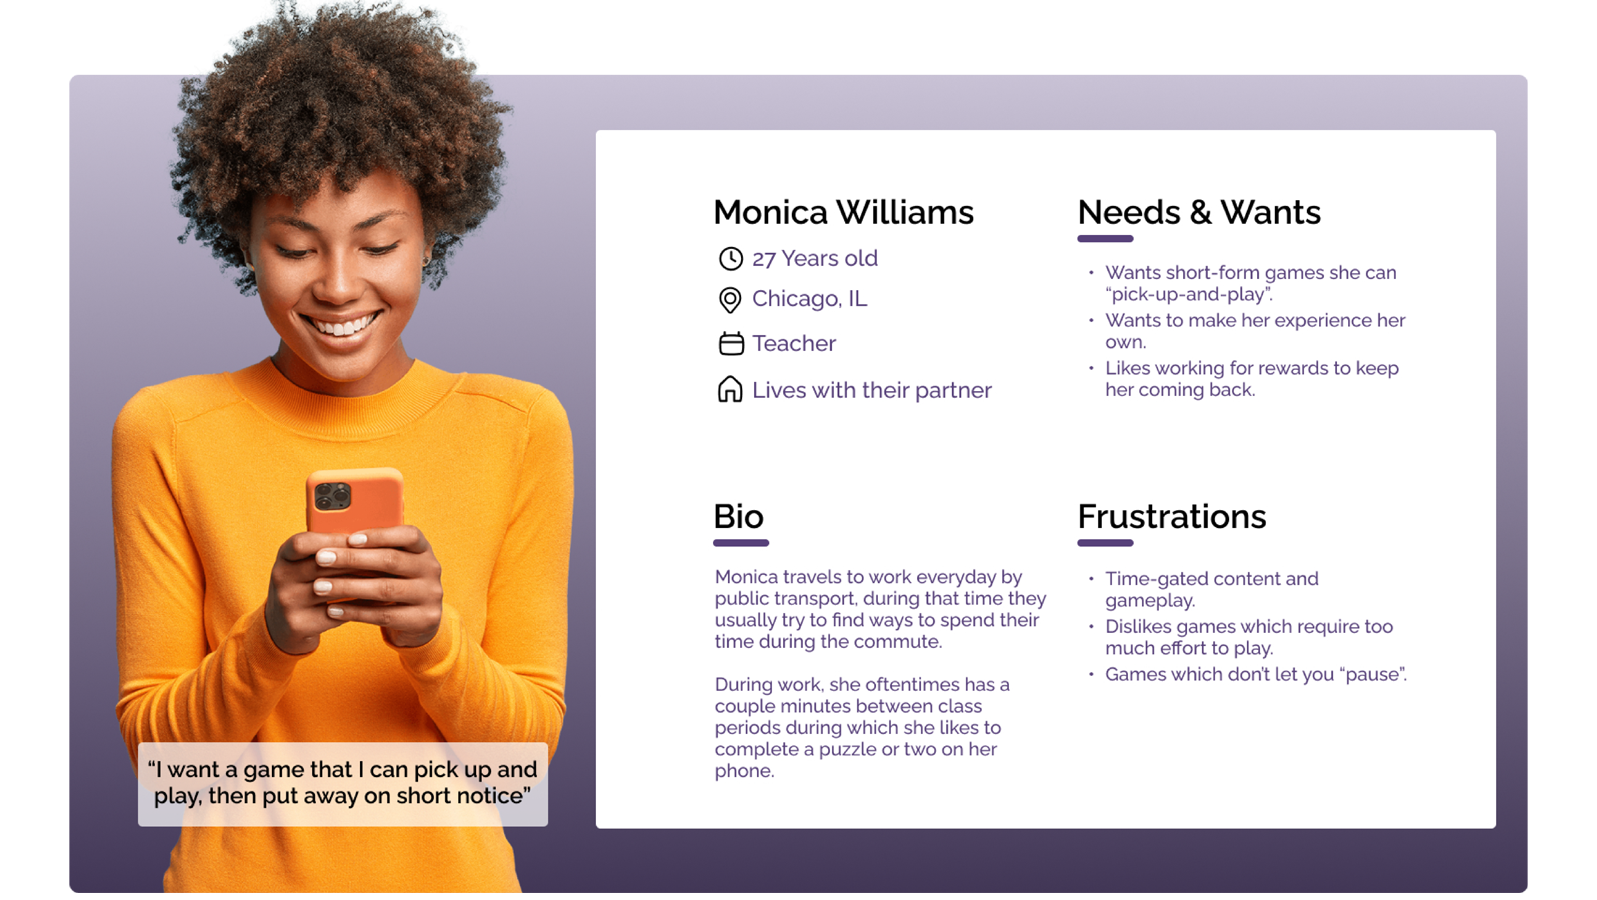 Monica Williams
27 Years old
Chicago, IL
Teacher
Lives with their partner
Needs & Wants
• Wants short-form games she can
“pick-up-and-play”.
• Wants to make her experience her
own.
• Likes working for rewards to keep
her coming back.
Bio
Monica travels to work everyday by
public transport, during that time they
usually try to find ways to spend their
time during the commute.
During work, she oftentimes has a
couple minutes between class
periods during which she likes to
complete a puzzle or two on her
phone.
Frustrations
• Time-gated content and
gameplay.
• Dislikes games which require too
much effort to play.
• Games which don’t let you “pause”.
“I want a game that I can pick up and
play, then put away on short notice”